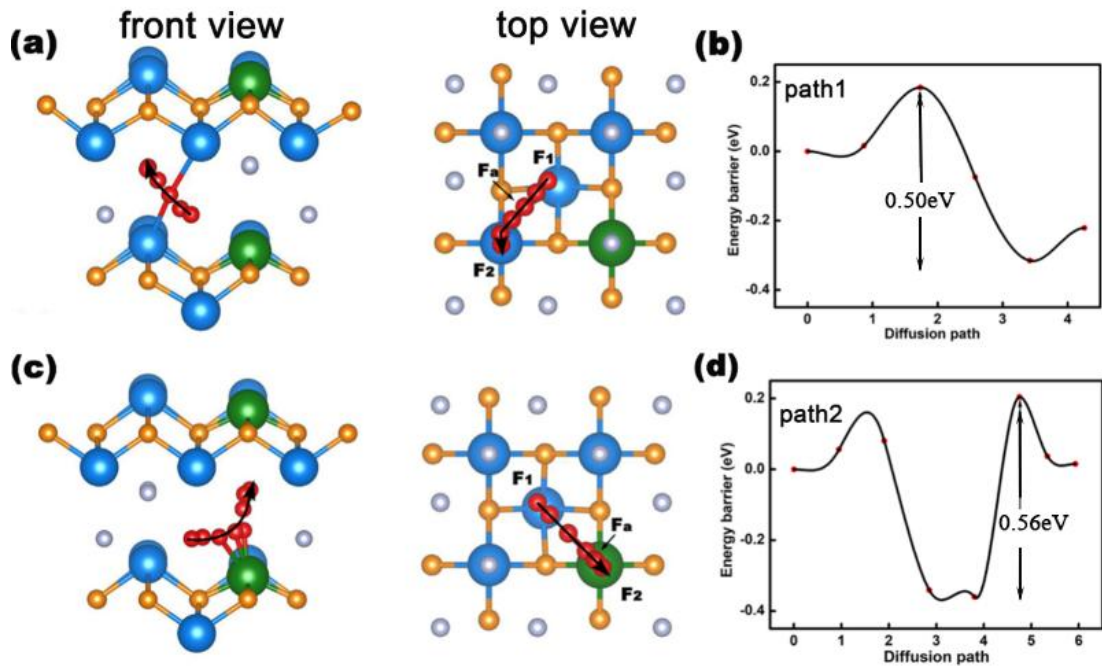 front view
top view
(a)
F1
Fa
F2
(b)
path1
0.50eV
0.2
0.0
-0.2
-0.4
Energy barrier (eV)
0 1 2 3 4
Diffusion path
(c)
F1
Fa
F2
(d)
path2
0.56eV
0.2
0.0
-0.2
-0.4
Energy barrier (eV)
0 1 2 3 4 5 6
Diffusion path